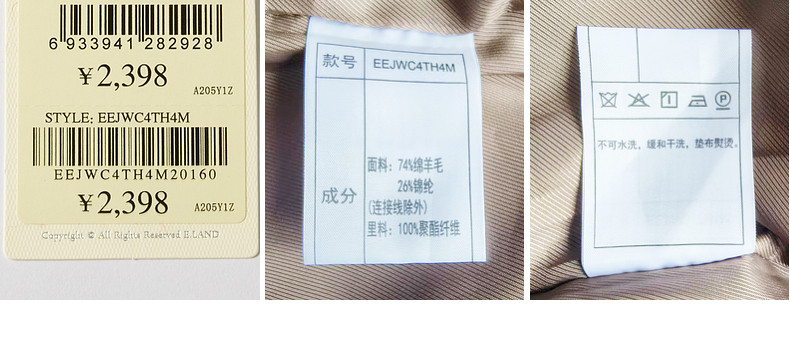 6 933941 282928
¥2,398
A205Y1Z
STYLE: EEJWC4TH4M
EEJWC4TH4M20160
¥2,398
A205Y1Z
Copyright © All Rights Reserved E.LAND
款号 EEJWC4TH4M
成分
面料: 74%绵羊毛
26%锦纶
(连接线除外)
里料: 100%聚酯纤维
不可水洗，缓和干洗，垫布熨烫。